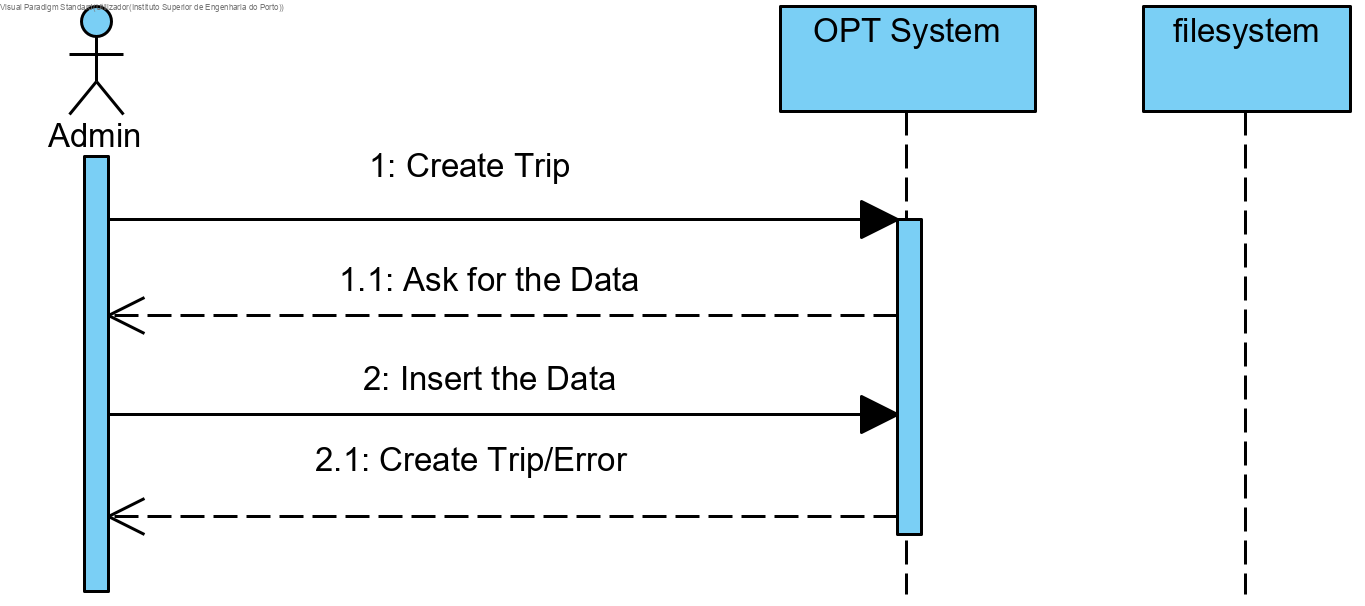 Visual Paradigm Standard(Utilizador(Instituto Superior de Engenharia do Porto))
OPT System
filesystem
Admin
1: Create Trip
1.1: Ask for the Data
2: Insert the Data
2.1: Create Trip/Error